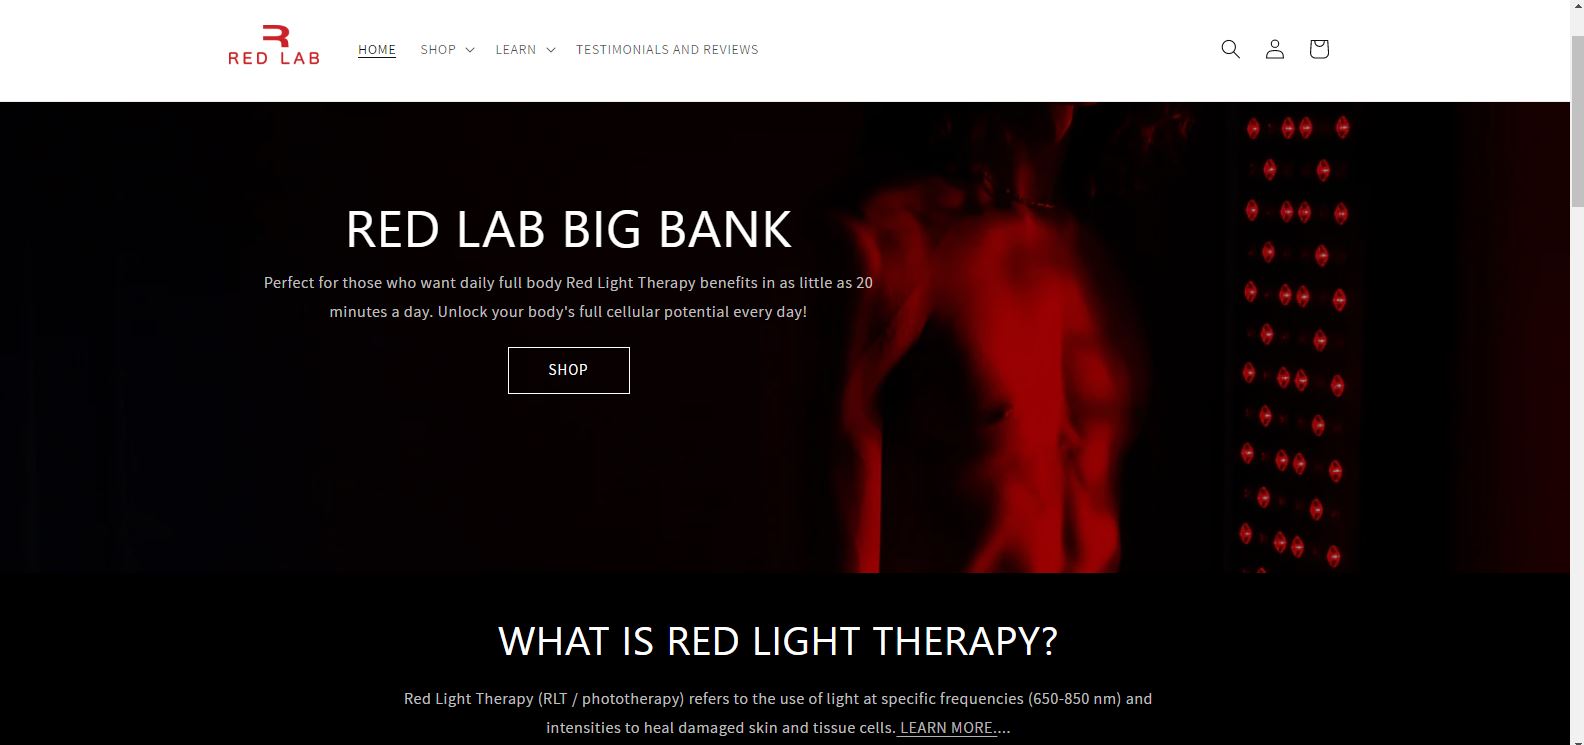 RED LAB
HOME
SHOP
LEARN
TESTIMONIALS AND REVIEWS
RED LAB BIG BANK
Perfect for those who want daily full body Red Light Therapy benefits in as little as 20
minutes a day. Unlock your body's full cellular potential every day!
SHOP
WHAT IS RED LIGHT THERAPY?
Red Light Therapy (RLT / phototherapy) refers to the use of light at specific frequencies (650-850 nm) and
intensities to heal damaged skin and tissue cells. LEARN MORE....